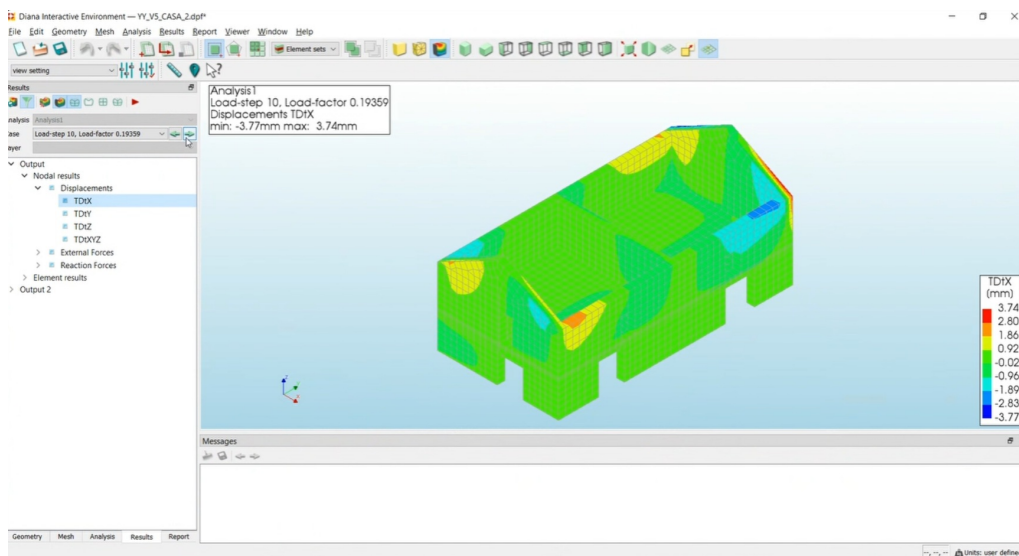 Diana Interactive Environment — YY_V5_CASA_2.dpf*
File Edit Geometry Mesh Analysis Results Report Viewer Window Help
Element sets
view setting
Results
nalysis Analysis1
ase Load-step 10, Load-factor 0.19359
ayer
Output
Nodal results
Displacements
TDtX
TDtY
TDtZ
TDtXYZ
External Forces
Reaction Forces
Element results
Output 2
Analysis1
Load-step 10, Load-factor 0.19359
Displacements TDtX
min: -3.77mm max: 3.74mm
TDtX
(mm)
3.74
2.80
1.86
0.92
-0.02
-0.96
-1.89
-2.83
-3.77
Messages
Geometry Mesh Analysis Results Report
--, --, -- Units: user define